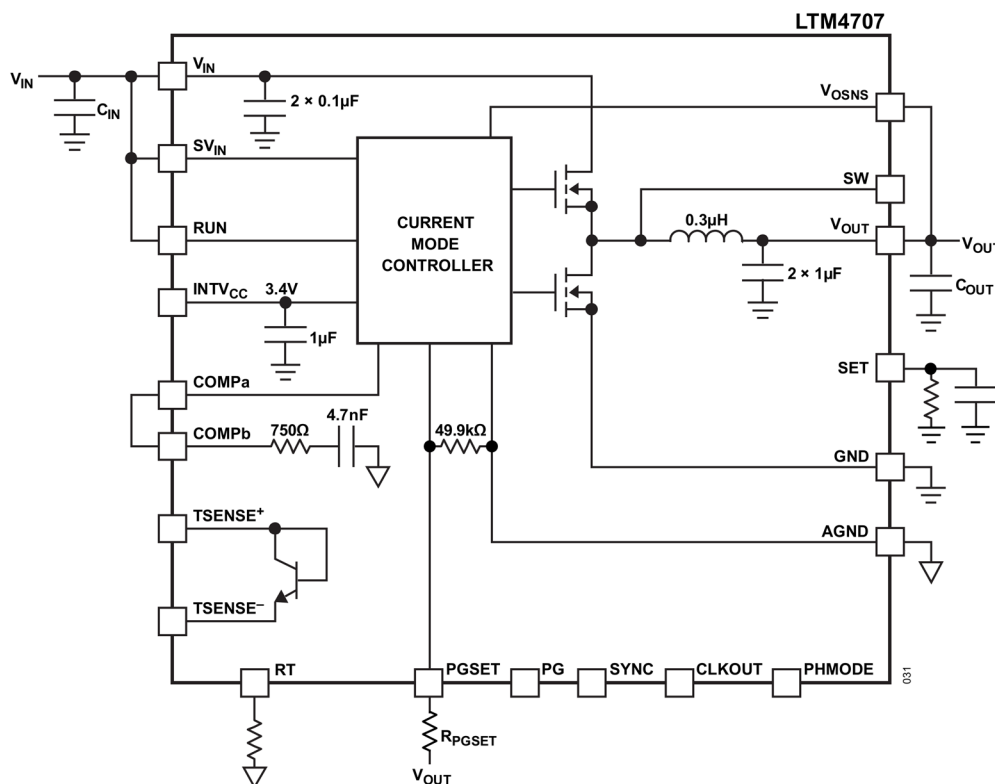 LTM4707
VIN
VIN
CIN
2 × 0.1µF
VOSNS
SVIN
SW
CURRENT
MODE
CONTROLLER
0.3µH
RUN
VOUT
VOUT
INTVCC
3.4V
2 × 1µF
COUT
1µF
SET
COMPa
4.7nF
COMPb
750Ω
49.9kΩ
GND
TSENSE+
AGND
TSENSE–
RT
PGSET
PG
SYNC
CLKOUT
PHMODE
031
RPGSET
VOUT